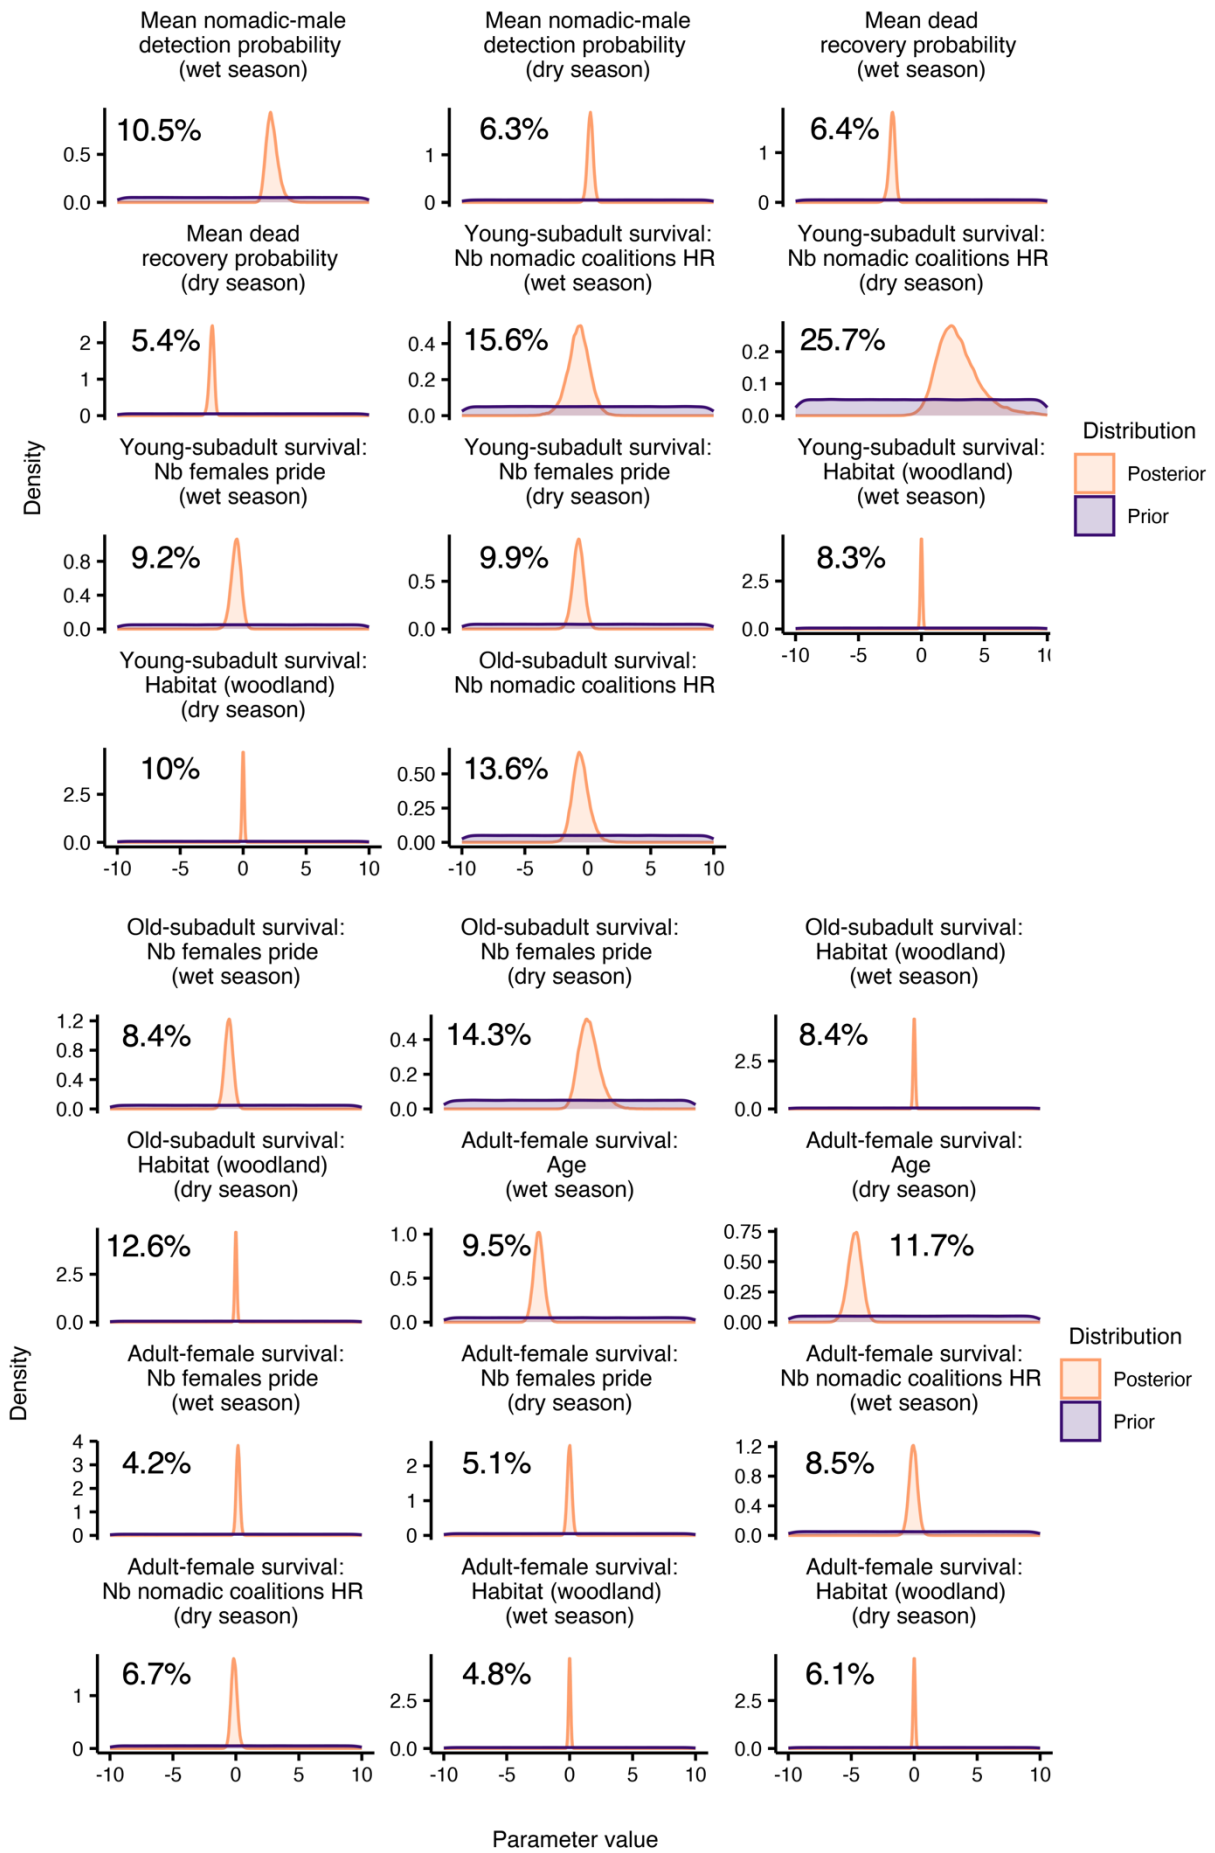 Mean nomadic-male
detection probability
(wet season)
Mean nomadic-male
detection probability
(dry season)
Mean dead
recovery probability
(wet season)
10.5%
0.5
0.0
6.3%
1
0
6.4%
1
0
Mean dead
recovery probability
(dry season)
Young-subadult survival:
Nb nomadic coalitions HR
(wet season)
Young-subadult survival:
Nb nomadic coalitions HR
(dry season)
5.4%
2
1
0
15.6%
0.4
0.2
0.0
25.7%
0.2
0.1
0.0
Young-subadult survival:
Nb females pride
(wet season)
Young-subadult survival:
Nb females pride
(dry season)
Young-subadult survival:
Habitat (woodland)
(wet season)
Density
Distribution
Posterior
Prior
9.2%
0.8
0.4
0.0
9.9%
0.5
0.0
8.3%
2.5
0.0
-10 -5 0 5 10
Young-subadult survival:
Habitat (woodland)
(dry season)
Old-subadult survival:
Nb nomadic coalitions HR
10%
2.5
0.0
-10 -5 0 5 10
13.6%
0.50
0.25
0.00
-10 -5 0 5 10
Old-subadult survival:
Nb females pride
(wet season)
Old-subadult survival:
Nb females pride
(dry season)
Old-subadult survival:
Habitat (woodland)
(wet season)
8.4%
1.2
0.8
0.4
0.0
14.3%
0.4
0.2
0.0
8.4%
2.5
0.0
Old-subadult survival:
Habitat (woodland)
(dry season)
Adult-female survival:
Age
(wet season)
Adult-female survival:
Age
(dry season)
12.6%
2.5
0.0
9.5%
1.0
0.5
0.0
11.7%
0.75
0.50
0.25
0.00
Density
Distribution
Posterior
Prior
Adult-female survival:
Nb females pride
(wet season)
Adult-female survival:
Nb females pride
(dry season)
Adult-female survival:
Nb nomadic coalitions HR
(wet season)
4.2%
4
3
2
1
0
5.1%
2
1
0
8.5%
1.2
0.8
0.4
0.0
Adult-female survival:
Nb nomadic coalitions HR
(dry season)
Adult-female survival:
Habitat (woodland)
(wet season)
Adult-female survival:
Habitat (woodland)
(dry season)
6.7%
1
0
-10 -5 0 5 10
4.8%
2.5
0.0
-10 -5 0 5 10
6.1%
2.5
0.0
-10 -5 0 5 10
Parameter value